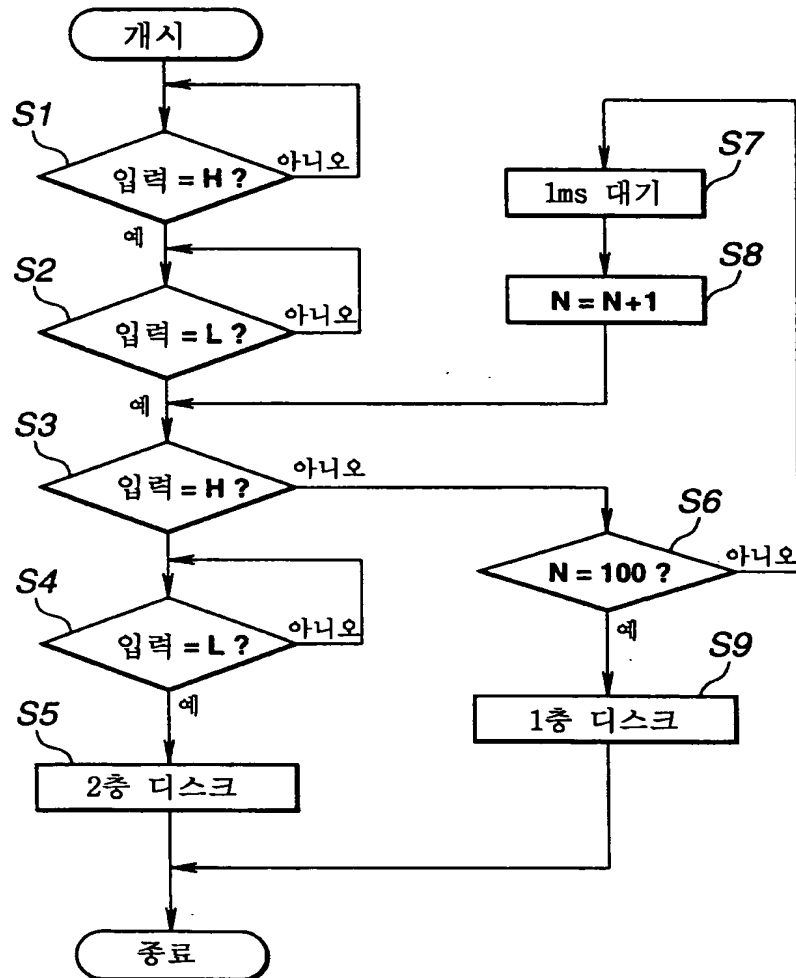 개시
S1
입력 = H ?
아니오
예
S2
입력 = L ?
아니오
예
S3
입력 = H ?
아니오
S4
입력 = L ?
아니오
예
S5
2층 디스크
종료
S7
1ms 대기
S8
N = N+1
S6
N = 100 ?
아니오
예
S9
1층 디스크